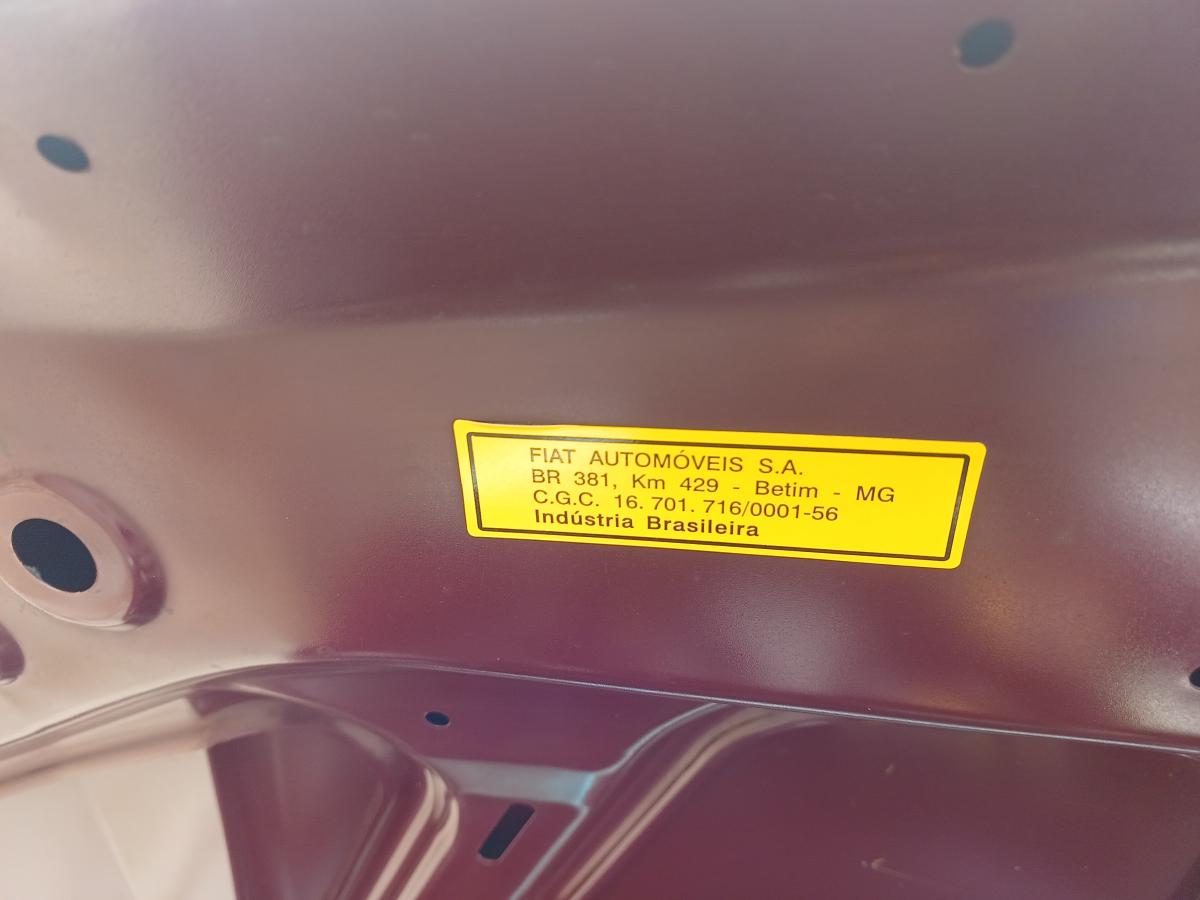 FIAT AUTOMÓVEIS S.A.
BR 381, Km 429 - Betim - MG
C.G.C. 16. 701. 716/0001-56
Indústria Brasileira